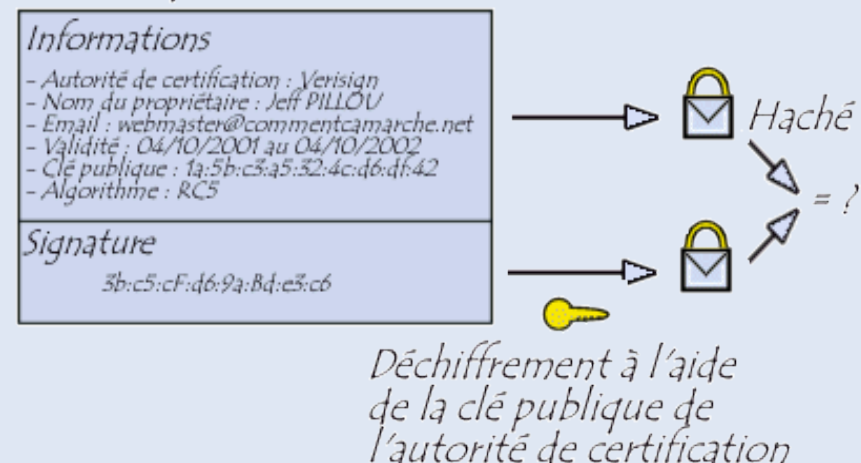 Informations
- Autorité de certification : Verisign
- Nom du propriétaire : Jeff PILLOU
- Email : webmaster@commentcamarche.net
- Validité : 04/10/2001 au 04/10/2002
- Clé publique : 1a:5b:c3:a5:32:4c:d6:df:42
- Algorithme : RC5
Haché
= ?
Signature
3b:c5:cF:d6:9a:Bd:e3:c6
Déchiffrement à l'aide
de la clé publique de
l'autorité de certification